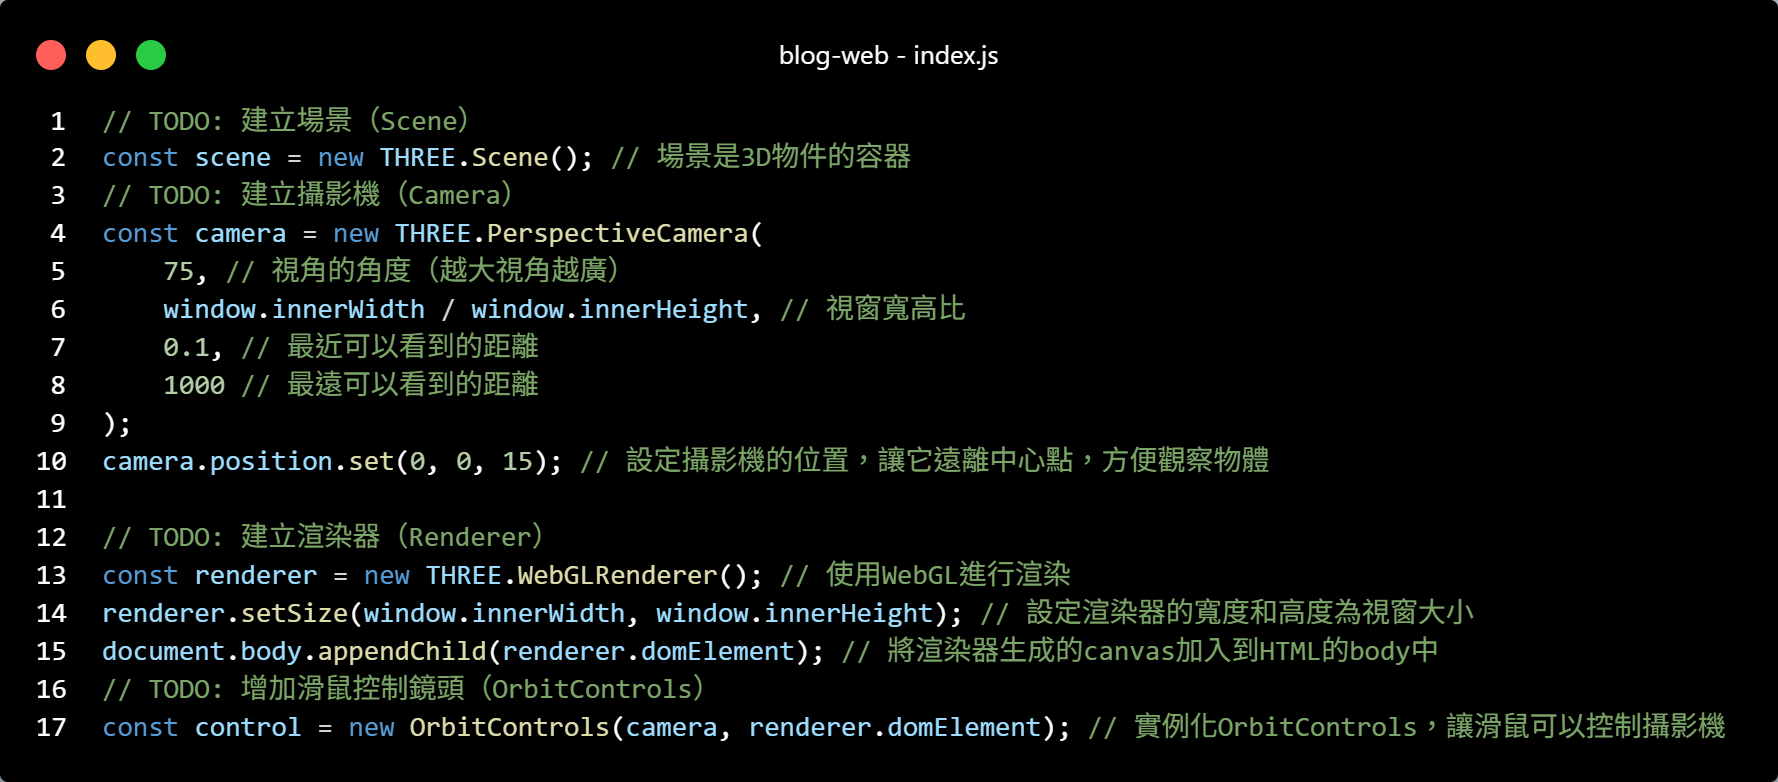 blog-web - index.js
1 // TODO: 建立場景（Scene）
2 const scene = new THREE.Scene(); // 場景是3D物件的容器
3 // TODO: 建立攝影機（Camera）
4 const camera = new THREE.PerspectiveCamera(
5     75, // 視角的角度（越大視角越廣）
6     window.innerWidth / window.innerHeight, // 視窗寬高比
7     0.1, // 最近可以看到的距離
8     1000 // 最遠可以看到的距離
9 );
10 camera.position.set(0, 0, 15); // 設定攝影機的位置，讓它遠離中心點，方便觀察物體
11
12 // TODO: 建立渲染器（Renderer）
13 const renderer = new THREE.WebGLRenderer(); // 使用WebGL進行渲染
14 renderer.setSize(window.innerWidth, window.innerHeight); // 設定渲染器的寬度和高度為視窗大小
15 document.body.appendChild(renderer.domElement); // 將渲染器生成的canvas加入到HTML的body中
16 // TODO: 增加滑鼠控制鏡頭（OrbitControls）
17 const control = new OrbitControls(camera, renderer.domElement); // 實例化OrbitControls，讓滑鼠可以控制攝影機